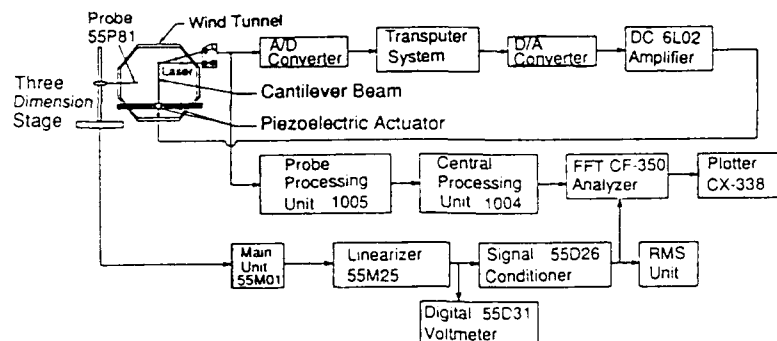 Probe
55P81
Wind Tunnel
Laser
Three
Dimension
Stage
Cantilever Beam
Piezoelectric Actuator
A/D
Converter
Transputer
System
D/A
Converter
DC 6L02
Amplifier
Probe
Processing
Unit 1005
Central
Processing
Unit 1004
FFT CF-350
Analyzer
Plotter
CX-338
Main
Unit
55M01
Linearizer
55M25
Signal 55D26
Conditioner
RMS
Unit
Digital 55D31
Voltmeter